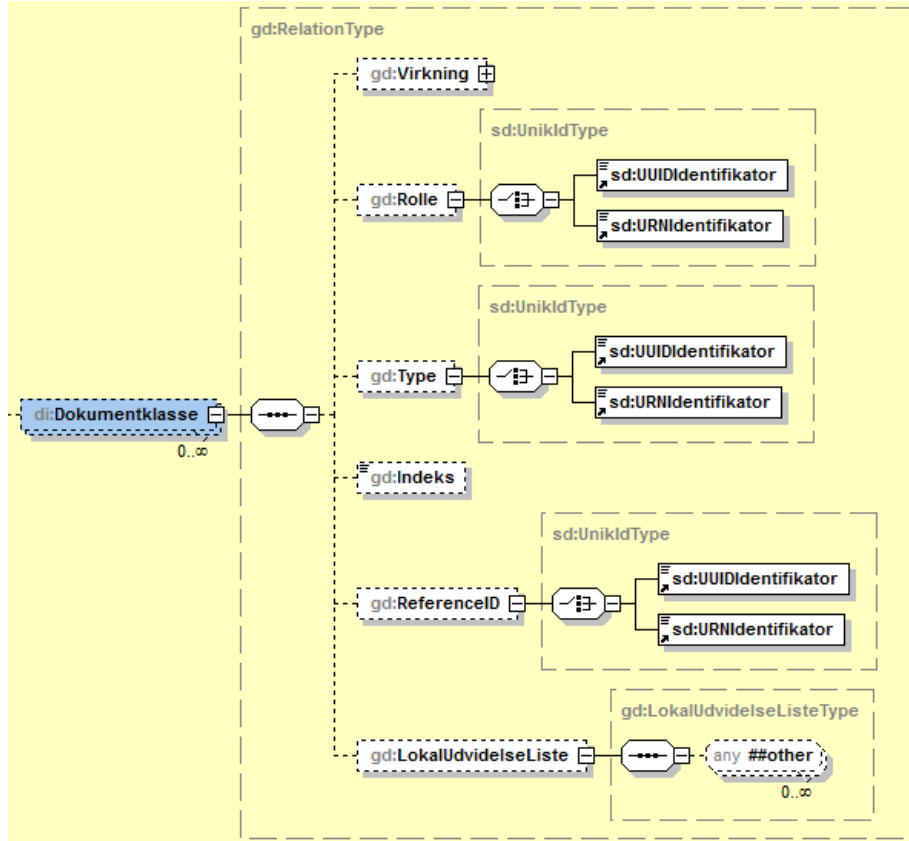 gd:RelationType
gd:Virkning
sd:UnikIdType
gd:Rolle
sd:UUIDIdentifikator
sd:URNIdentifikator
sd:UnikIdType
gd:Type
sd:UUIDIdentifikator
sd:URNIdentifikator
di:Dokumentklasse
0..∞
gd:Indeks
sd:UnikIdType
gd:ReferenceID
sd:UUIDIdentifikator
sd:URNIdentifikator
gd:LokalUdvidelseListeType
gd:LokalUdvidelseListe
any ##other
0..∞